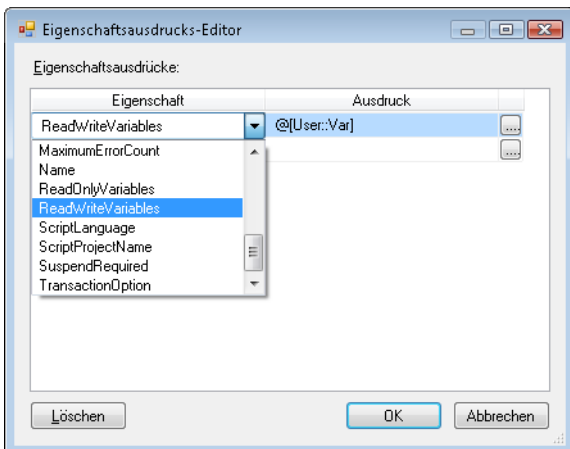 Eigenschaftsausdrucks-Editor
Eigenschaftsausdrücke:
Eigenschaft Ausdruck
ReadWriteVariables @[User::Var] ...
MaximumErrorCount ...
Name
ReadOnlyVariables
ReadWriteVariables
ScriptLanguage
ScriptProjectName
SuspendRequired
TransactionOption
Löschen OK Abbrechen